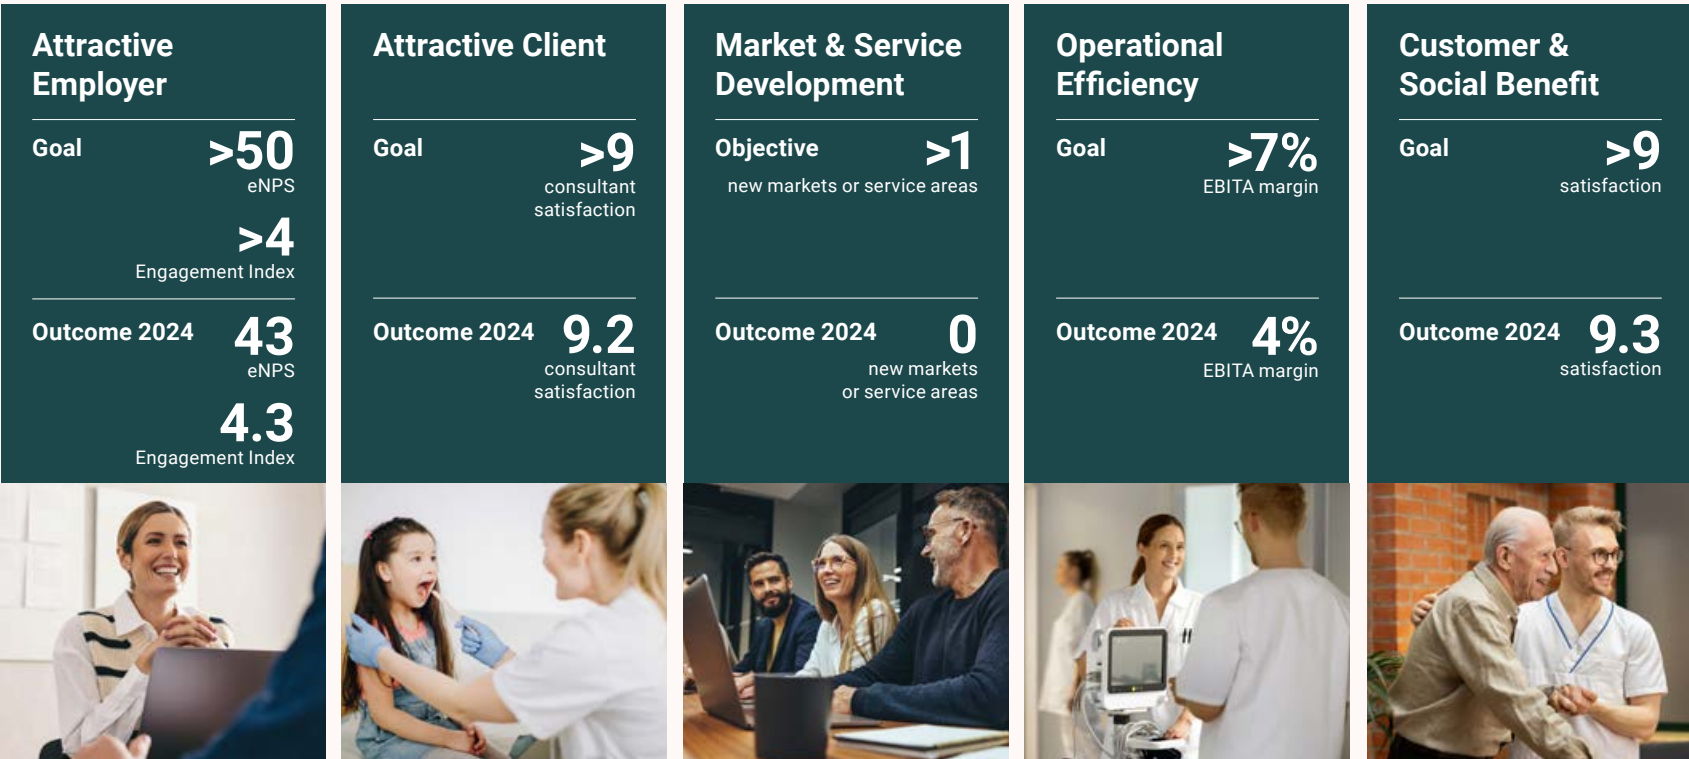 Attractive
Employer
Goal >50
eNPS
>4
Engagement Index
Outcome 2024 43
eNPS
4.3
Engagement Index
Attractive Client
Goal >9
consultant
satisfaction
Outcome 2024 9.2
consultant
satisfaction
Market & Service
Development
Objective >1
new markets or service areas
Outcome 2024 0
new markets
or service areas
Operational
Efficiency
Goal >7%
EBITA margin
Outcome 2024 4%
EBITA margin
Customer &
Social Benefit
Goal >9
satisfaction
Outcome 2024 9.3
satisfaction